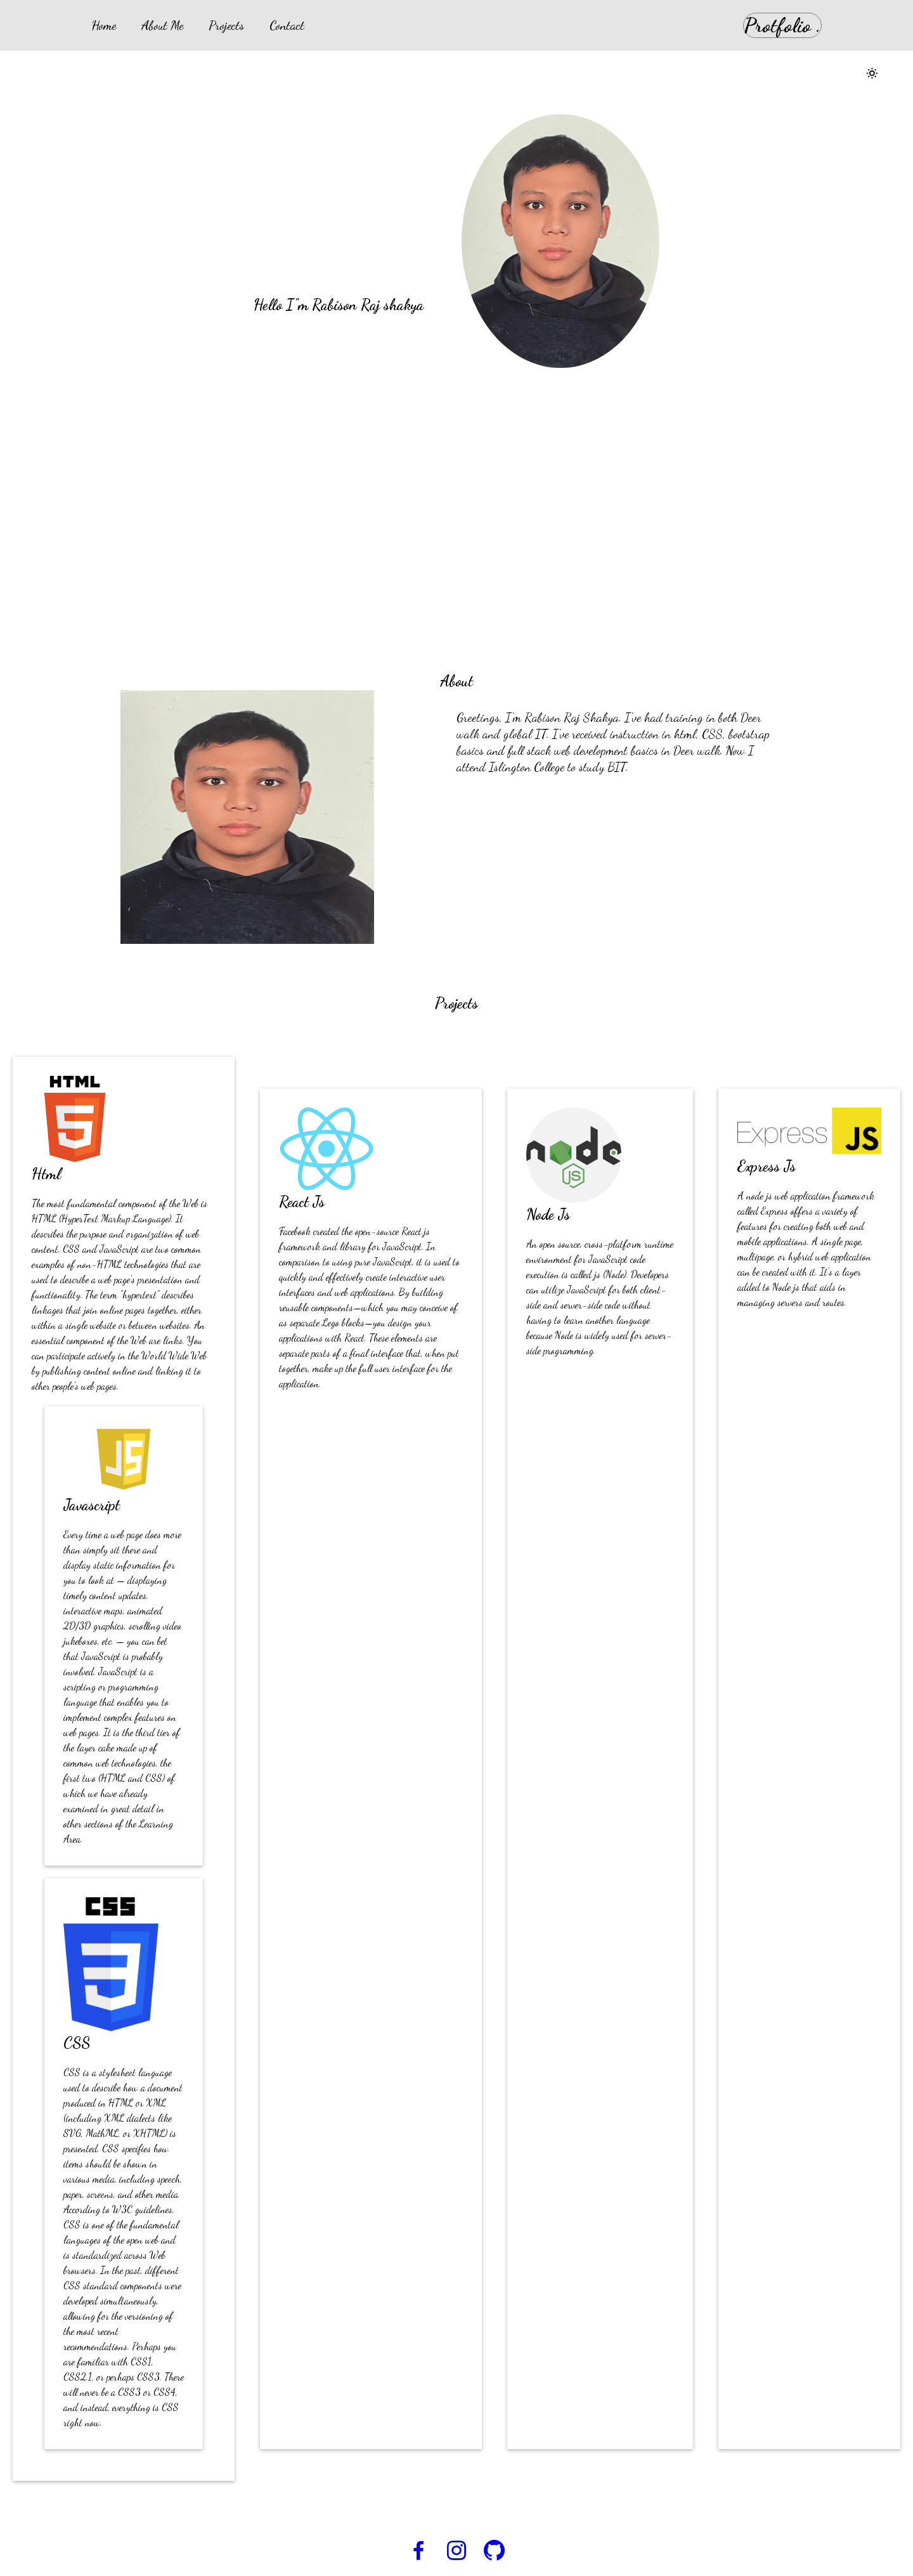 Home About Me Projects Contact Protfolio .
Hello I"m Rabison Raj shakya
About
Greetings, I'm Rabison Raj Shakya. I've had training in both Deer
walk and global IT. I've received instruction in html, CSS, bootstrap
basics and full stack web development basics in Deer walk. Now I
attend Islington College to study BIT.
Projects
HTML
5
Html
The most fundamental component of the Web is
HTML (HyperText Markup Language). It
describes the purpose and organization of web
content. CSS and JavaScript are two common
examples of non-HTML technologies that are
used to describe a web page's presentation and
functionality. The term "hypertext" describes
linkages that join online pages together, either
within a single website or between websites. An
essential component of the Web are links. You
can participate actively in the World Wide Web
by publishing content online and linking it to
other people's web pages.
JS
Javascript
Every time a web page does more
than simply sit there and
display static information for
you to look at — displaying
timely content updates,
interactive maps, animated
2D/3D graphics, scrolling video
jukeboxes, etc. — you can bet
that JavaScript is probably
involved. JavaScript is a
scripting or programming
language that enables you to
implement complex features on
web pages. It is the third tier of
the layer cake made up of
common web technologies, the
first two (HTML and CSS) of
which we have already
examined in great detail in
other sections of the Learning
Area.
CSS
3
CSS
CSS is a stylesheet language
used to describe how a document
produced in HTML or XML
(including XML dialects like
SVG, MathML, or XHTML) is
presented. CSS specifies how
items should be shown in
various media, including speech,
paper, screens, and other media.
According to W3C guidelines,
CSS is one of the fundamental
languages of the open web and
is standardized across Web
browsers. In the past, different
CSS standard components were
developed simultaneously,
allowing for the versioning of
the most recent
recommendations. Perhaps you
are familiar with CSS1,
CSS2.1, or perhaps CSS3. There
will never be a CSS3 or CSS4,
and instead, everything is CSS
right now.
React Js
Facebook created the open-source React.js
framework and library for JavaScript. In
comparison to using pure JavaScript, it is used to
quickly and effectively create interactive user
interfaces and web applications. By building
reusable components—which you may conceive of
as separate Lego blocks—you design your
applications with React. These elements are
separate parts of a final interface that, when put
together, make up the full user interface for the
application.
node
JS
Node Js
An open source, cross-platform runtime
environment for JavaScript code
execution is called js (Node). Developers
can utilize JavaScript for both client-
side and server-side code without
having to learn another language
because Node is widely used for server-
side programming.
Express JS
Express Js
A node js web application framework
called Express offers a variety of
features for creating both web and
mobile applications. A single page,
multipage, or hybrid web application
can be created with it. It's a layer
added to Node js that aids in
managing servers and routes.